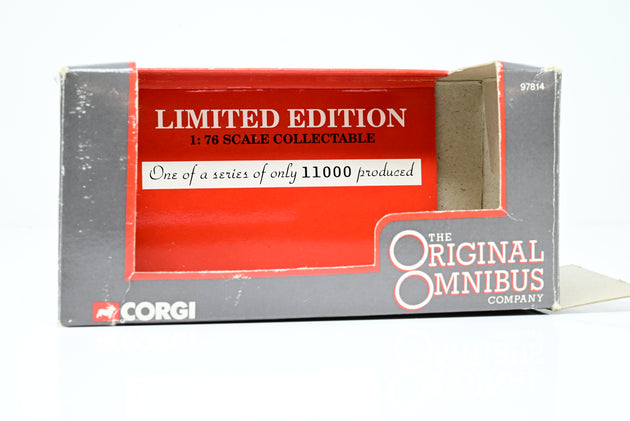 97814
LIMITED EDITION
1:76 SCALE COLLECTABLE
One of a series of only 11000 produced
THE
ORIGINAL
OMNIBUS
COMPANY
CORGI